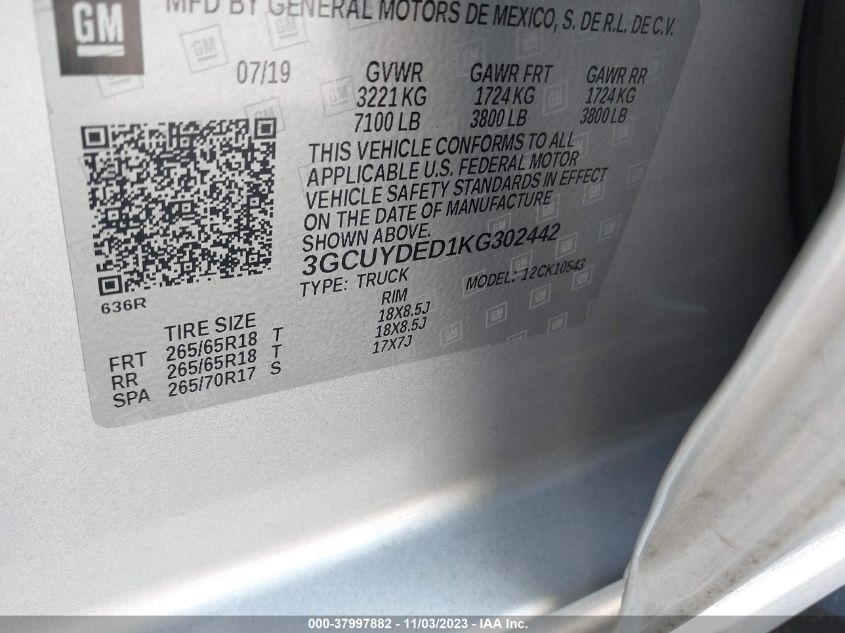 GM
MFD BY GENERAL MOTORS DE MEXICO, S. DE R.L. DE C.V.
07/19 GVWR GAWR FRT GAWR RR
3221 KG 1724 KG 1724 KG
7100 LB 3800 LB 3800 LB
THIS VEHICLE CONFORMS TO ALL
APPLICABLE U.S. FEDERAL MOTOR
VEHICLE SAFETY STANDARDS IN EFFECT
ON THE DATE OF MANUFACTURE
SHOWN ABOVE.
3GCUYDED1KG302442
TYPE: TRUCK MODEL: 12CK10543
636R
TIRE SIZE RIM
FRT 265/65R18 T 18X8.5J
RR 265/65R18 T 18X8.5J
SPA 265/70R17 S 17X7J
000-37997882 - 11/03/2023 - IAA Inc.